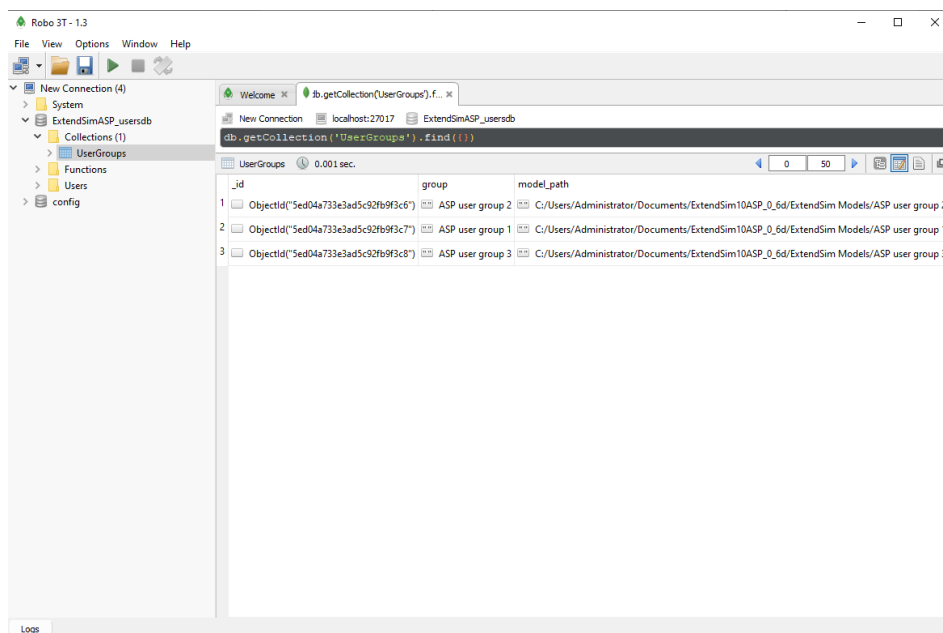 Robo 3T - 1.3
File View Options Window Help
New Connection (4)
System
ExtendSimASP_usersdb
Collections (1)
UserGroups
Functions
Users
config
Welcome
db.getCollection('UserGroups').f...
New Connection localhost:27017 ExtendSimASP_usersdb
db.getCollection('UserGroups').find({})
UserGroups 0.001 sec. 0 50
_id group model_path
1 ObjectId("5ed04a733e3ad5c92fb9f3c6") ASP user group 2 C:/Users/Administrator/Documents/ExtendSim10ASP_0_6d/ExtendSim Models/ASP user group 2
2 ObjectId("5ed04a733e3ad5c92fb9f3c7") ASP user group 1 C:/Users/Administrator/Documents/ExtendSim10ASP_0_6d/ExtendSim Models/ASP user group 1
3 ObjectId("5ed04a733e3ad5c92fb9f3c8") ASP user group 3 C:/Users/Administrator/Documents/ExtendSim10ASP_0_6d/ExtendSim Models/ASP user group 3
Logs